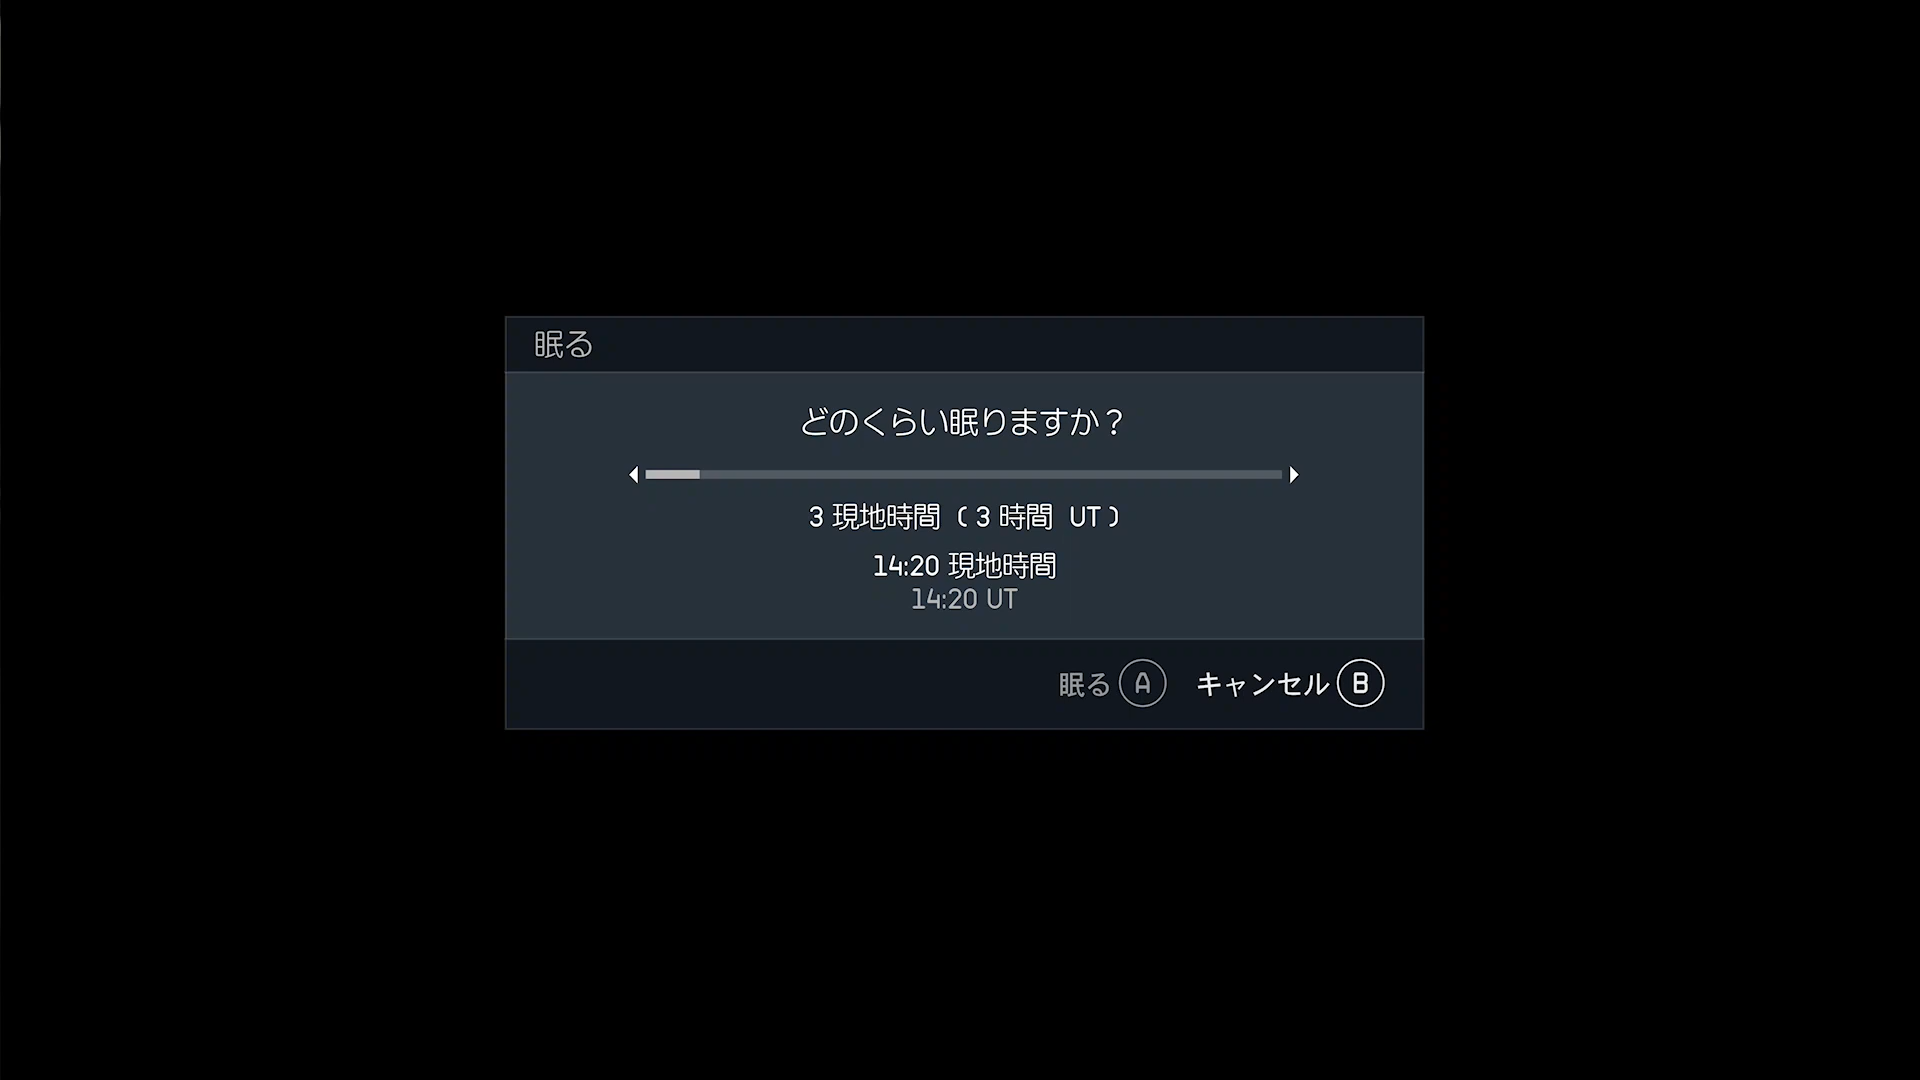 眠る
どのくらい眠りますか？
3 現地時間 ( 3 時間 UT )
14:20 現地時間
14:20 UT
眠る A キャンセル B